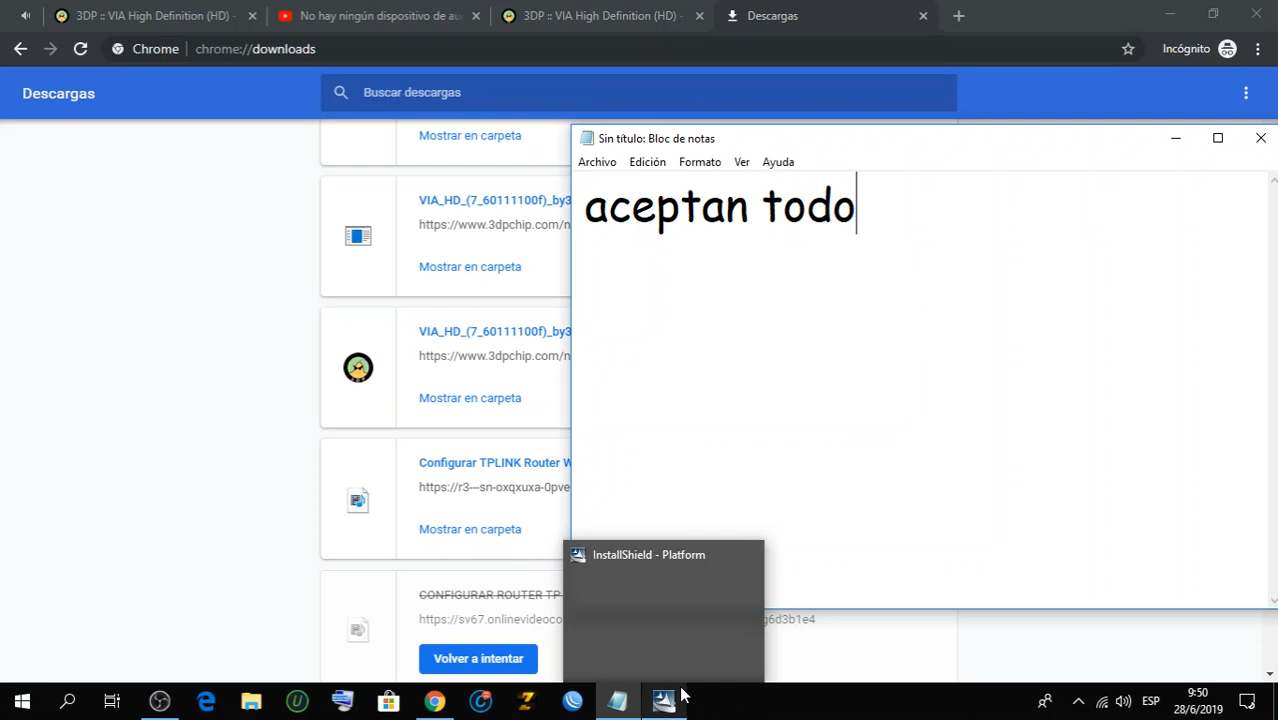 3DP :: VIA High Definition (HD) -
No hay ningún dispositivo de au
3DP :: VIA High Definition (HD) -
Descargas
Chrome
chrome://downloads
Incógnito
Descargas
Buscar descargas
Mostrar en carpeta
VIA_HD_(7_60111100f)_by3
https://www.3dpchip.com/n
Mostrar en carpeta
VIA_HD_(7_60111100f)_by3
https://www.3dpchip.com/n
Mostrar en carpeta
Configurar TPLINK Router W
https://r3---sn-oxqxuxa-0pve
Mostrar en carpeta
CONFIGURAR ROUTER TP
https://sv67.onlinevideoco
g6d3b1e4
Volver a intentar
Sin título: Bloc de notas
Archivo Edición Formato Ver Ayuda
aceptan todo
InstallShield - Platform
ESP
9:50
28/6/2019